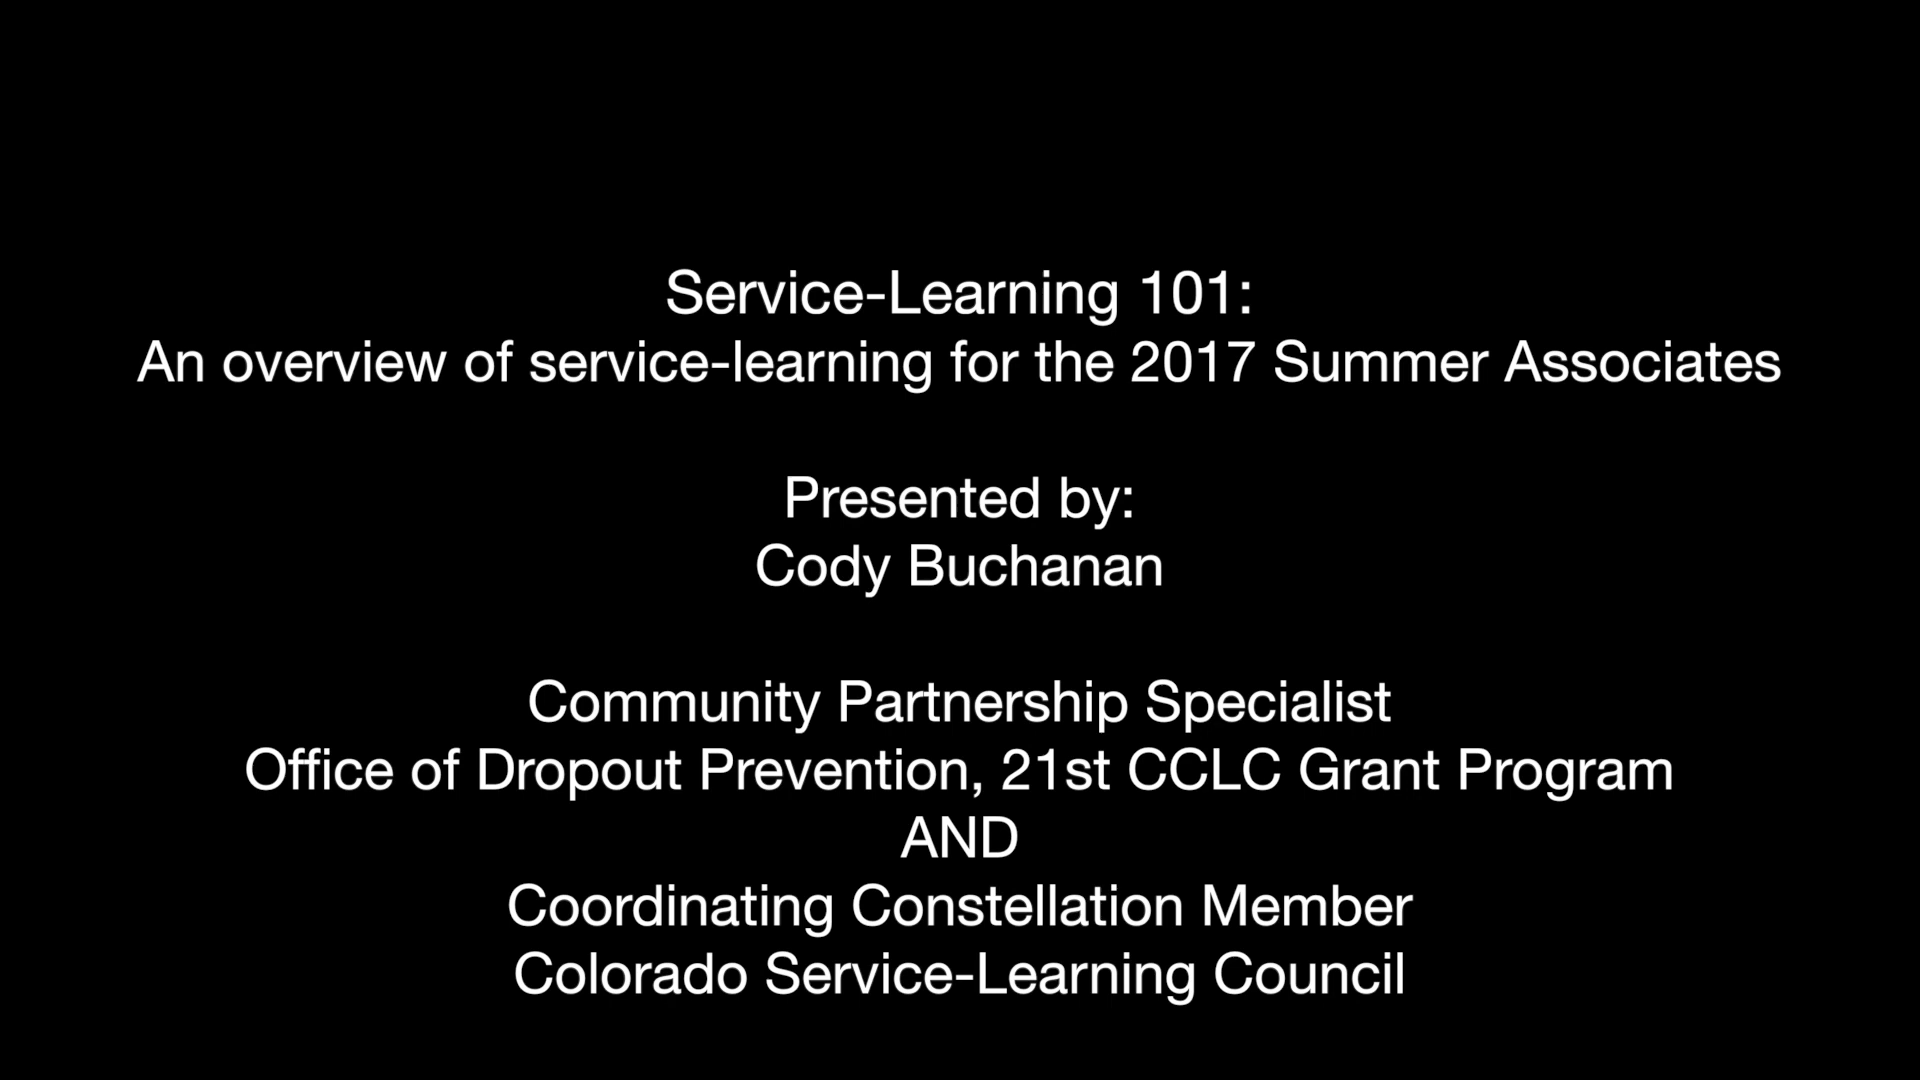 Service-Learning 101:
An overview of service-learning for the 2017 Summer Associates
Presented by:
Cody Buchanan
Community Partnership Specialist
Office of Dropout Prevention, 21st CCLC Grant Program
AND
Coordinating Constellation Member
Colorado Service-Learning Council